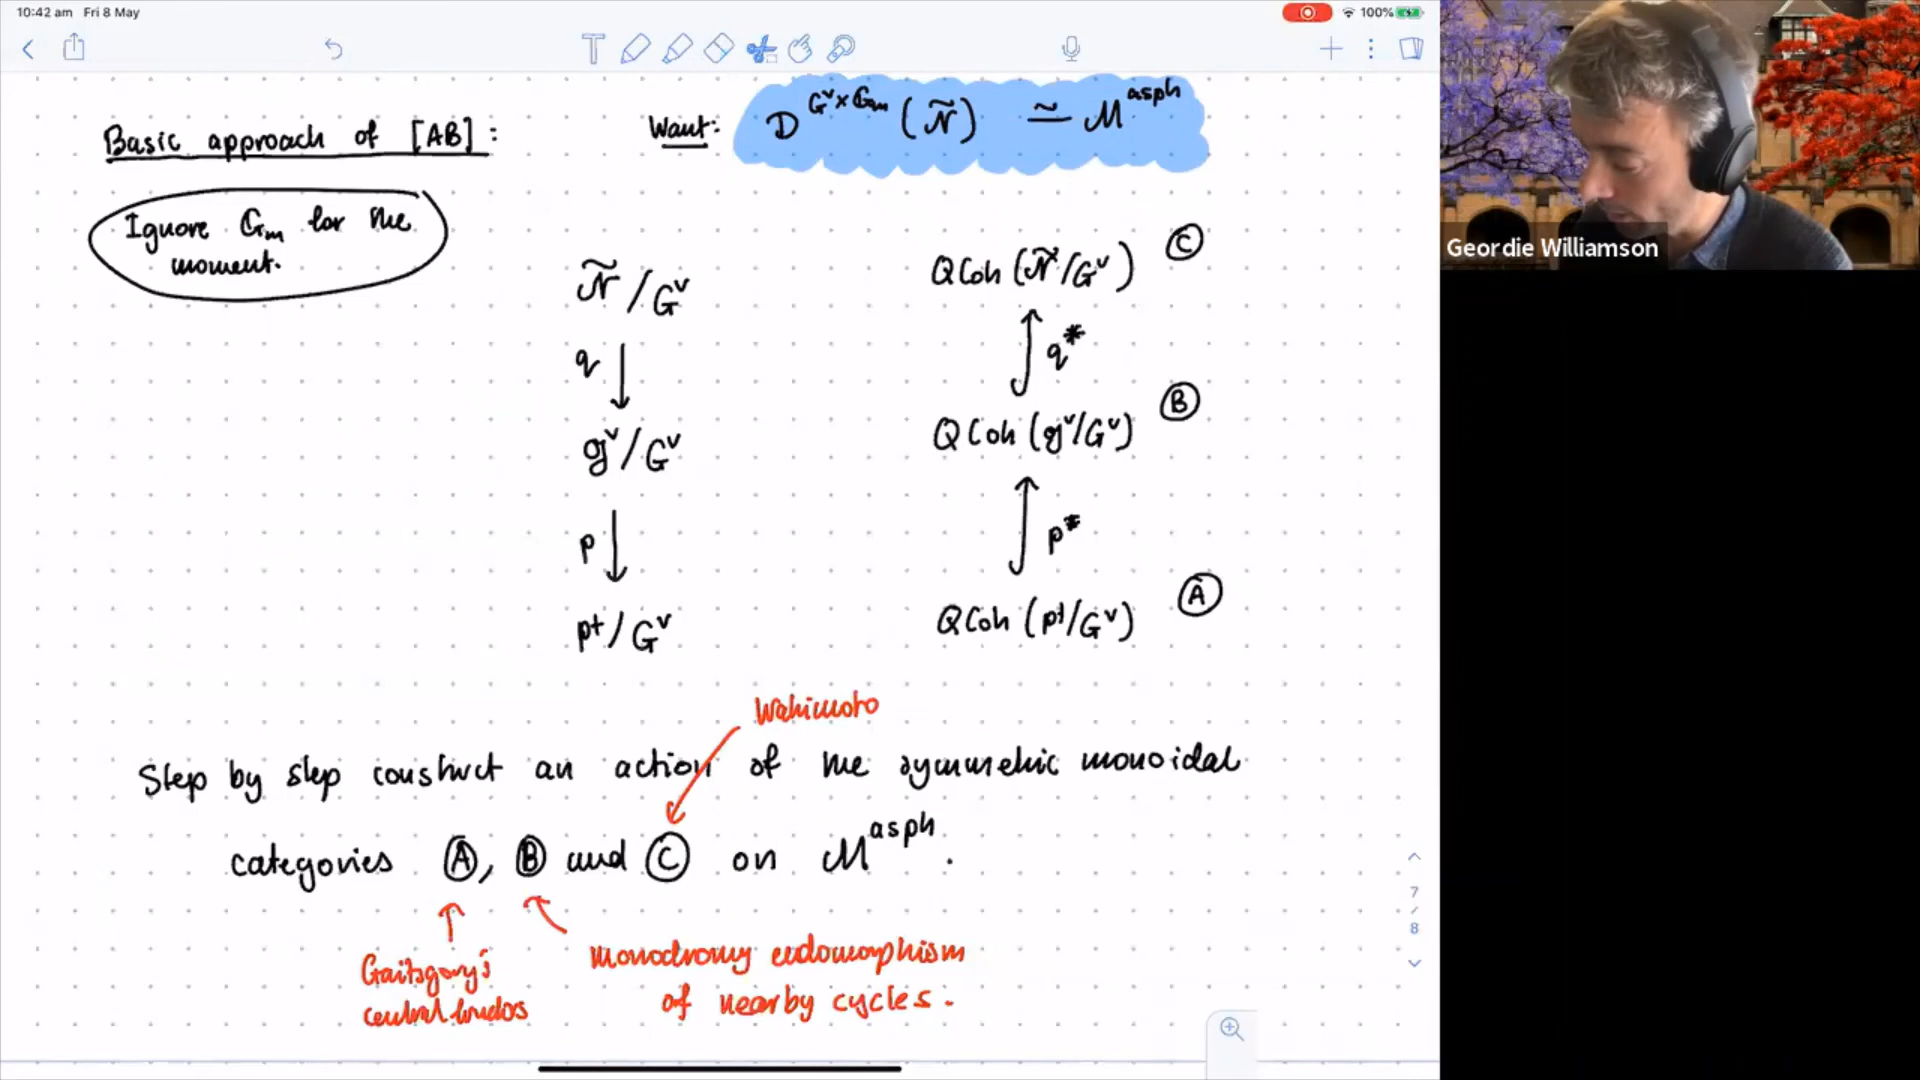 10:42 am Fri 8 May
100%
Basic approach of [AB]:
Want: D^{G^∨×𝔾_m}(Ñ) ≃ M^{asph}
Ignore 𝔾_m for the
moment.
Ñ/G^∨
QCoh(Ñ/G^∨) Ⓒ
q ↓
↑ q*
𝔤^∨/G^∨
QCoh(𝔤^∨/G^∨) Ⓑ
p ↓
↑ p*
pt/G^∨
QCoh(pt/G^∨) Ⓐ
Wakimoto
Step by step construct an action of the symmetric monoidal
categories Ⓐ, Ⓑ and Ⓒ on M^{asph}.
Gaitsgory's
central
monodromy endomorphism
of nearby cycles.
7
/
8
Geordie Williamson